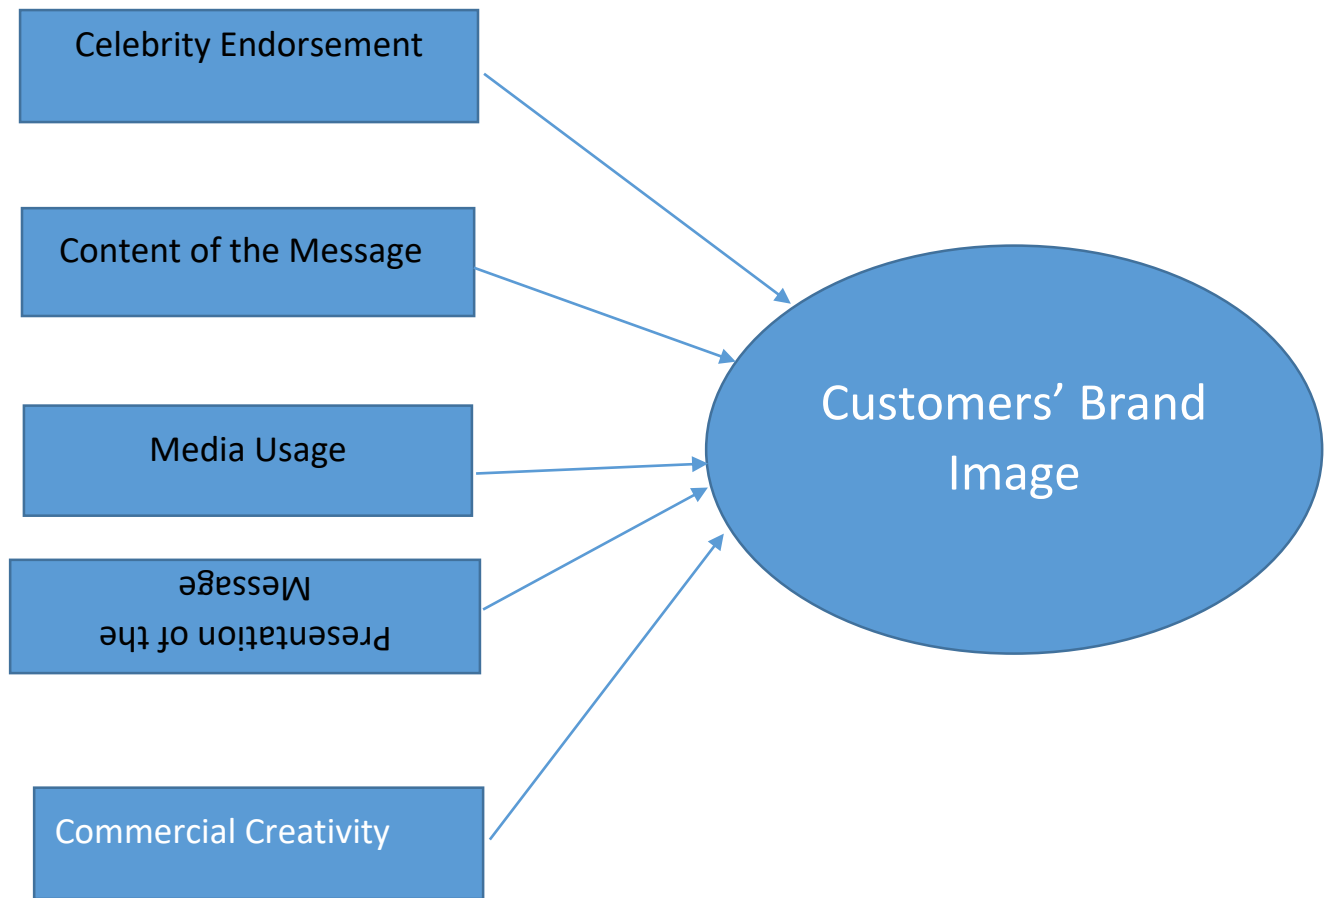 Celebrity Endorsement
Content of the Message
Media Usage
Presentation of the
Message
Commercial Creativity
Customers’ Brand
Image